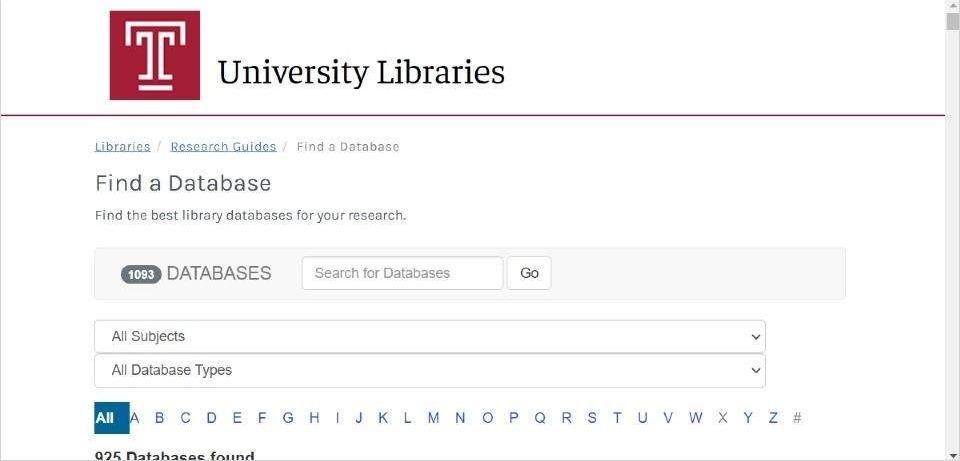 T
University Libraries
Libraries / Research Guides / Find a Database
Find a Database
Find the best library databases for your research.
1093 DATABASES Search for Databases Go
All Subjects
All Database Types
All A B C D E F G H I J K L M N O P Q R S T U V W X Y Z #
925 Databases found